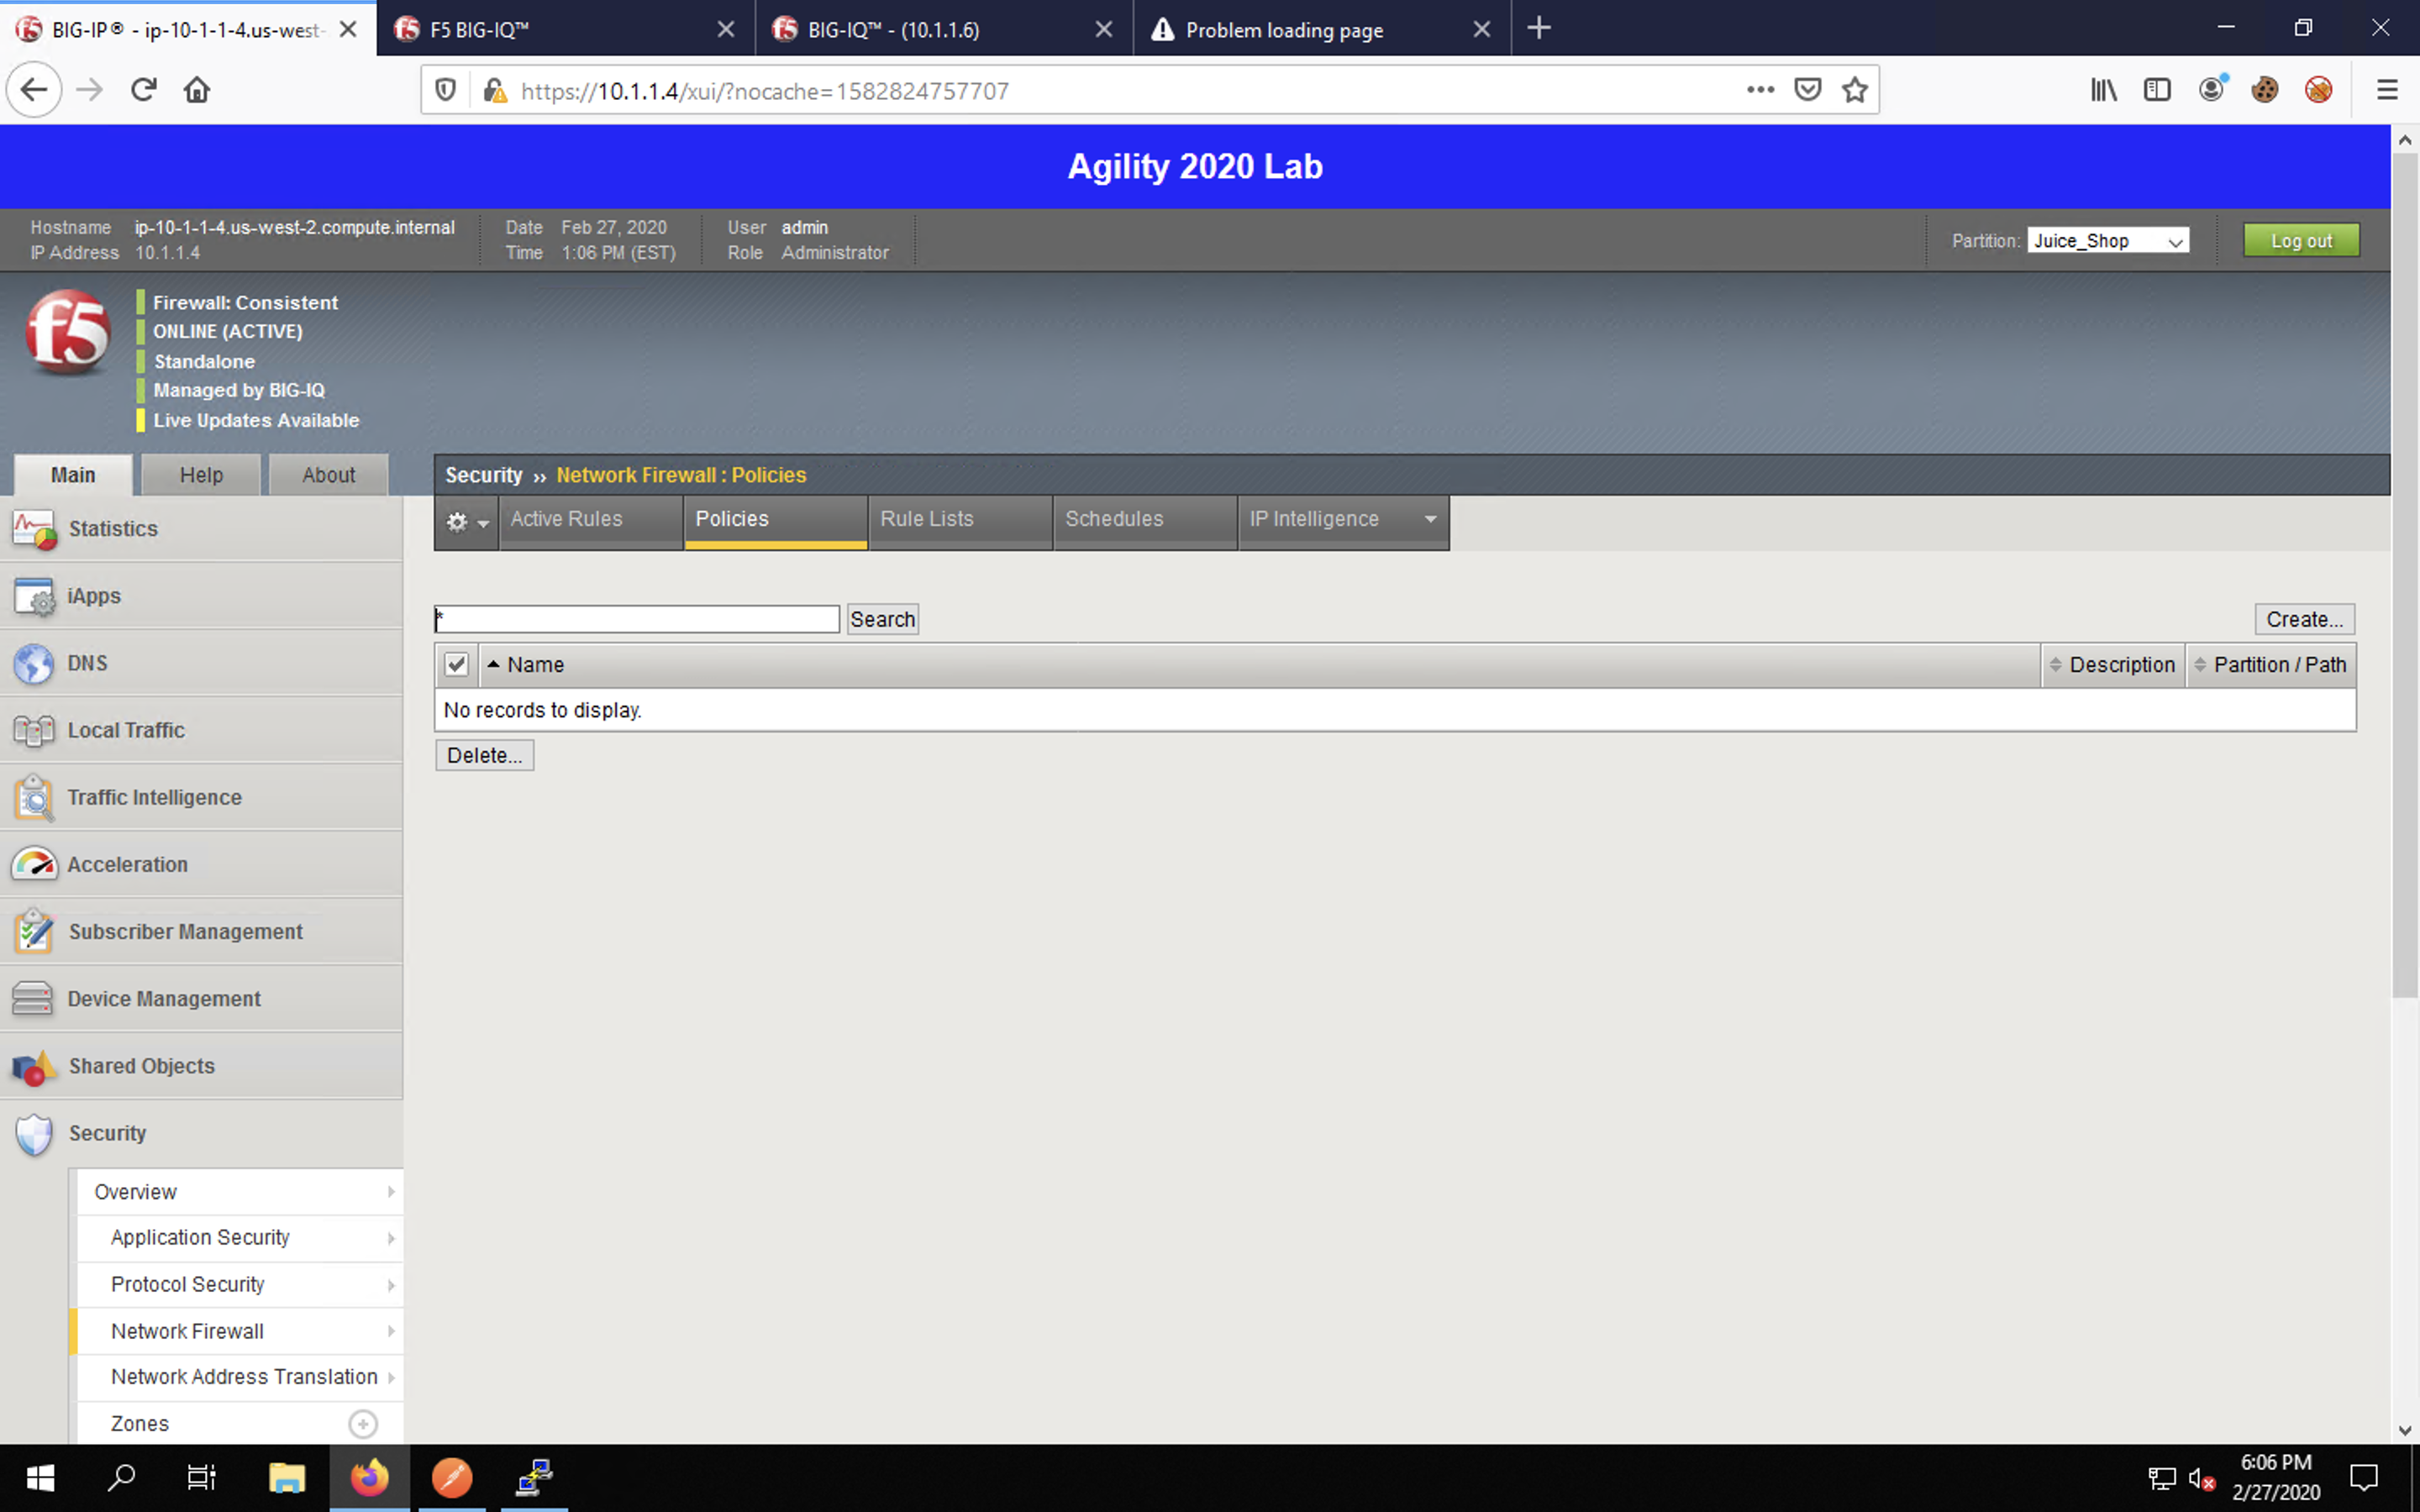 BIG-IP® - ip-10-1-1-4.us-west-
F5 BIG-IQ™
BIG-IQ™ - (10.1.1.6)
Problem loading page
https://10.1.1.4/xui/?nocache=1582824757707
Agility 2020 Lab
Hostname ip-10-1-1-4.us-west-2.compute.internal
IP Address 10.1.1.4
Date Feb 27, 2020
Time 1:06 PM (EST)
User admin
Role Administrator
Partition: Juice_Shop
Log out
f5
Firewall: Consistent
ONLINE (ACTIVE)
Standalone
Managed by BIG-IQ
Live Updates Available
Main Help About
Security ›› Network Firewall : Policies
Active Rules Policies Rule Lists Schedules IP Intelligence
* Search Create...
Name Description Partition / Path
No records to display.
Delete...
Statistics
iApps
DNS
Local Traffic
Traffic Intelligence
Acceleration
Subscriber Management
Device Management
Shared Objects
Security
Overview
Application Security
Protocol Security
Network Firewall
Network Address Translation
Zones
6:06 PM
2/27/2020